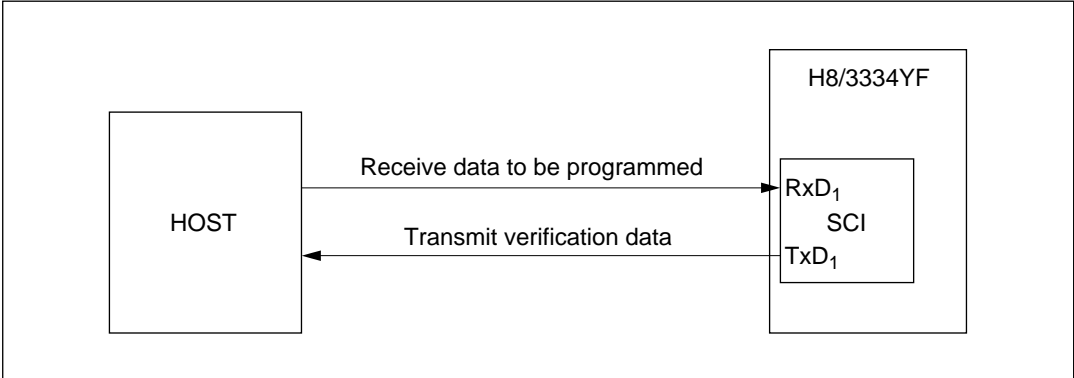 H8/3334YF
HOST
Receive data to be programmed
Transmit verification data
RxD₁
SCI
TxD₁